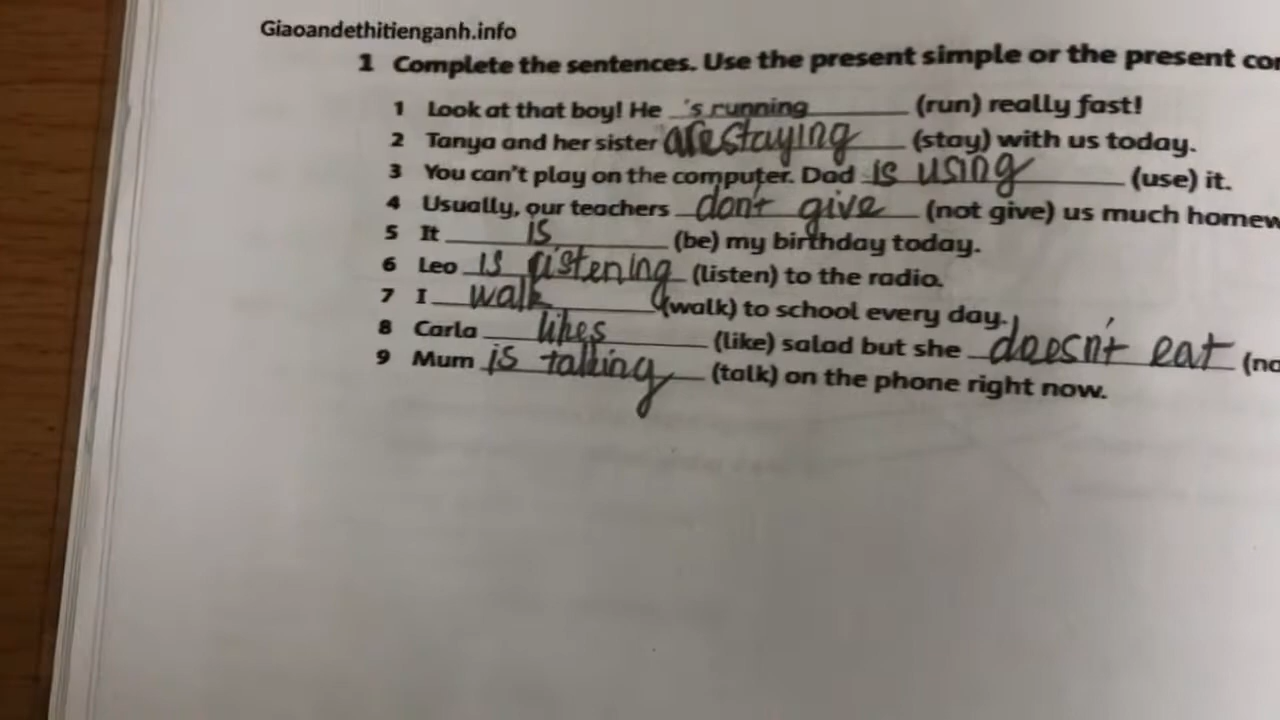 Giaoandethitienganh.info
1 Complete the sentences. Use the present simple or the present
1 Look at that boy! He 's running (run) really fast!
2 Tanya and her sister are staying (stay) with us today.
3 You can't play on the computer. Dad is using (use) it.
4 Usually, our teachers don't give (not give) us much
5 It is (be) my birthday today.
6 Leo is listening (listen) to the radio.
7 I walk (walk) to school every day.
8 Carla likes (like) salad but she doesn't eat
9 Mum is talking (talk) on the phone right now.